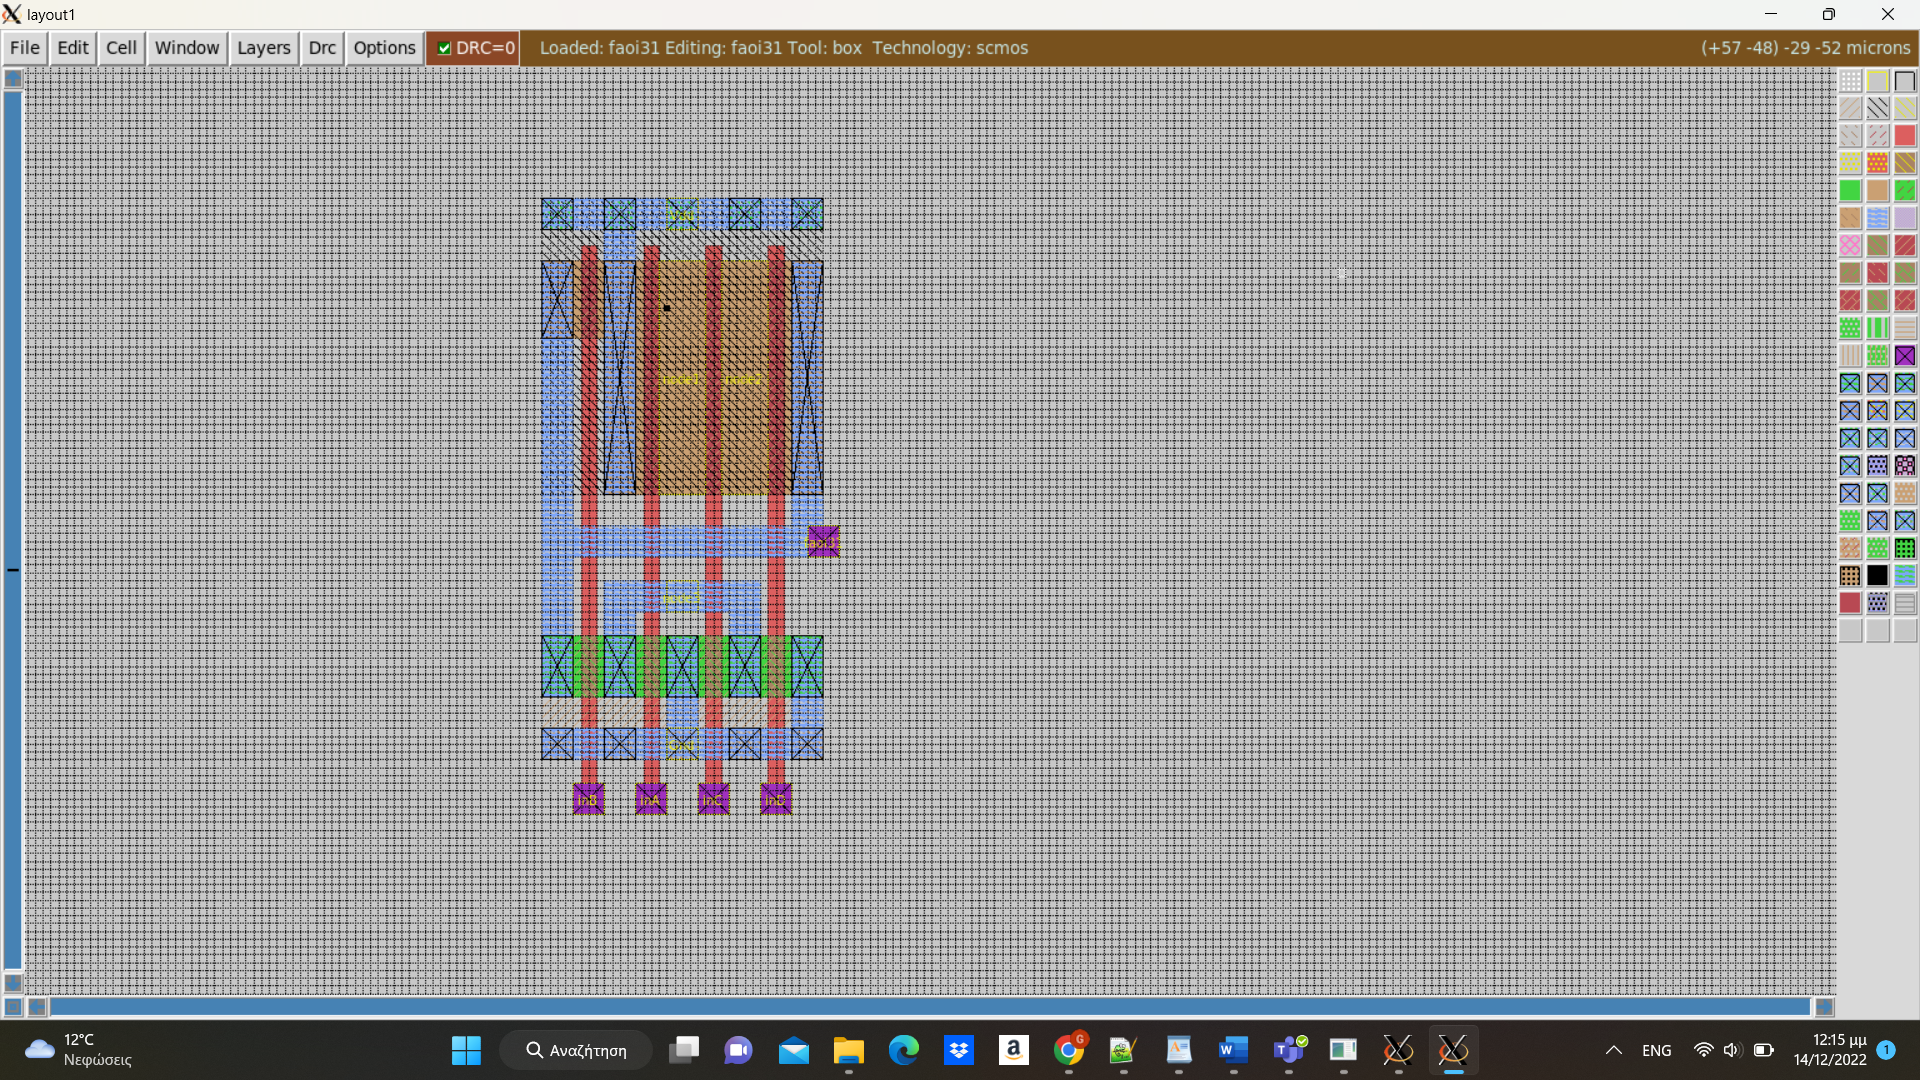 layout1
File Edit Cell Window Layers Drc Options DRC=0 Loaded: faoi31 Editing: faoi31 Tool: box Technology: scmos (+57 -48) -29 -52 microns
InB InA InC InD
12°C
Νεφώσεις
Αναζήτηση
ENG
12:15 μμ
14/12/2022
1